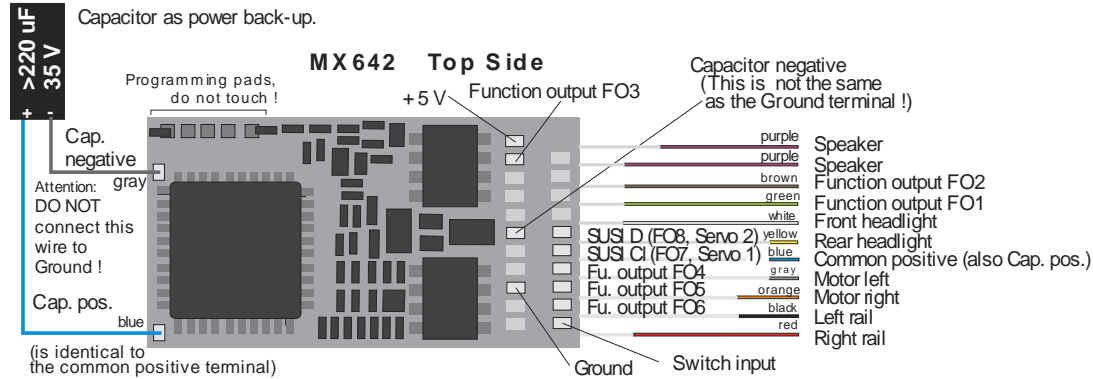 Capacitor as power back-up.
>220 uF
35 V
+ -
MX642 Top Side
Programming pads,
do not touch !
+5 V
Function output FO3
Capacitor negative
(This is not the same
as the Ground terminal !)
Cap.
negative
gray
Attention:
DO NOT
connect this
wire to
Ground !
Cap. pos.
blue
(is identical to
the common positive terminal)
purple Speaker
purple Speaker
brown Function output FO2
green Function output FO1
white Front headlight
SUSI D (FO8, Servo 2) yellow Rear headlight
SUSI Cl (FO7, Servo 1) blue Common positive (also Cap. pos.)
Fu. output FO4 gray Motor left
Fu. output FO5 orange Motor right
Fu. output FO6 black Left rail
red Right rail
Ground
Switch input